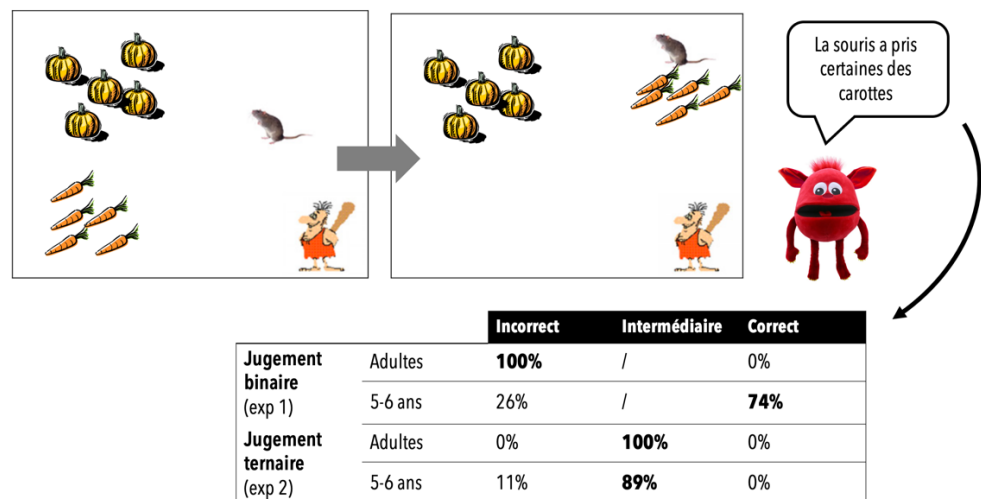 La souris a pris
certaines des
carottes
Incorrect Intermédiaire Correct
Jugement binaire (exp 1) Adultes 100% / 0%
5-6 ans 26% / 74%
Jugement ternaire (exp 2) Adultes 0% 100% 0%
5-6 ans 11% 89% 0%